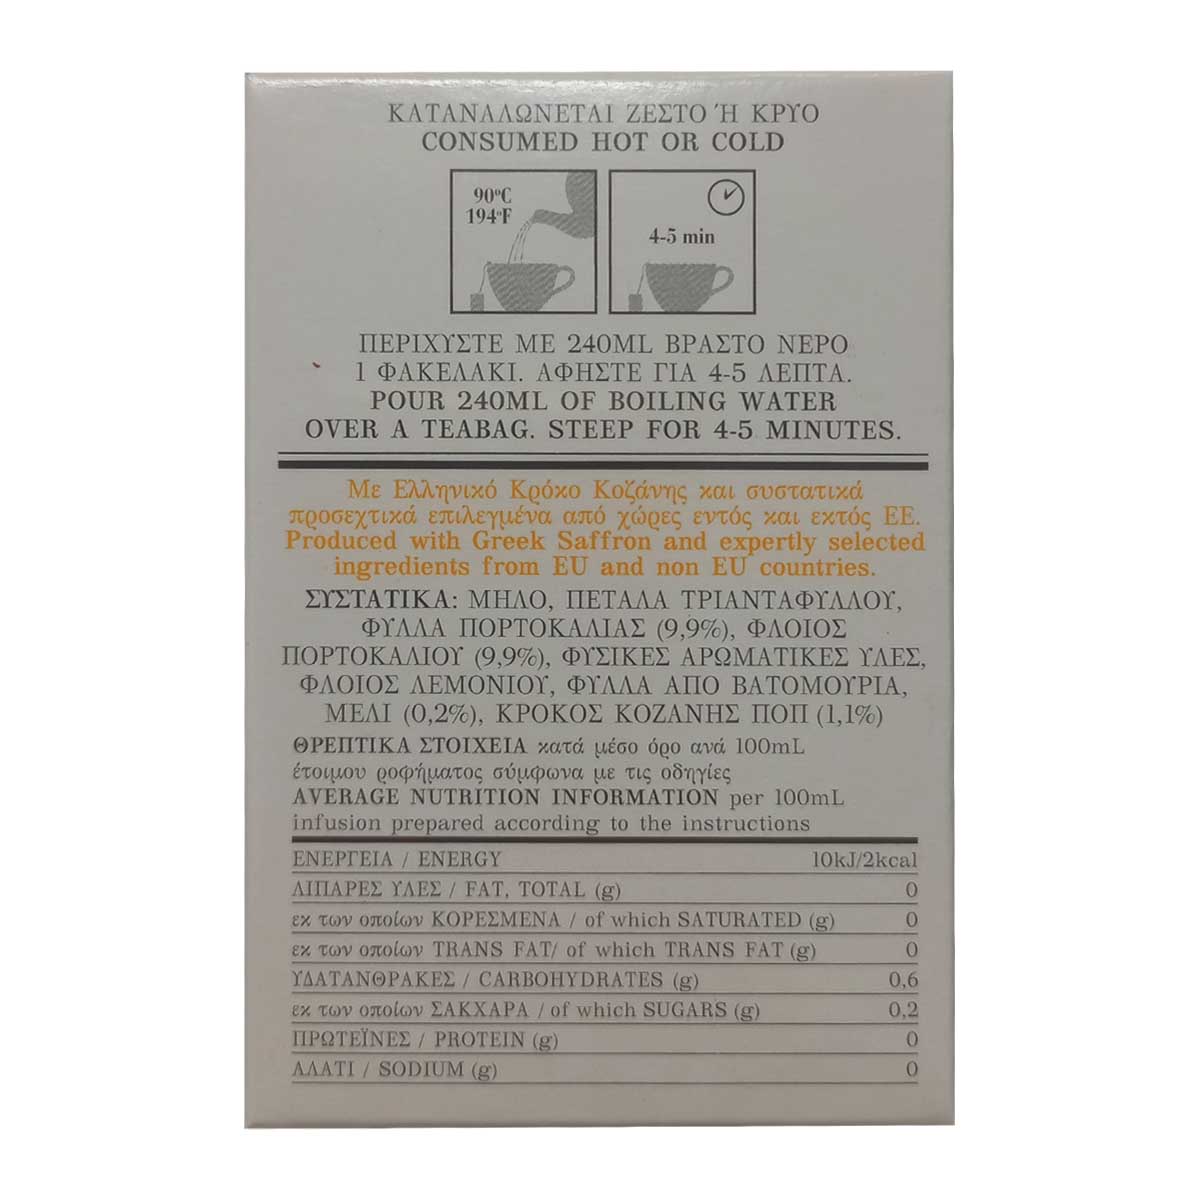 ΚΑΤΑΝΑΛΩΝΕΤΑΙ ΖΕΣΤΟ Ή ΚΡΥΟ
CONSUMED HOT OR COLD
90ºC
194ºF
4-5 min
ΠΕΡΙΧΥΣΤΕ ΜΕ 240ML ΒΡΑΣΤΟ ΝΕΡΟ
1 ΦΑΚΕΛΑΚΙ. ΑΦΗΣΤΕ ΓΙΑ 4-5 ΛΕΠΤΑ.
POUR 240ML OF BOILING WATER
OVER A TEABAG. STEEP FOR 4-5 MINUTES.
Με Ελληνικό Κρόκο Κοζάνης και συστατικά
προσεχτικά επιλεγμένα από χώρες εντός και εκτός ΕΕ.
Produced with Greek Saffron and expertly selected
ingredients from EU and non EU countries.
ΣΥΣΤΑΤΙΚΑ: ΜΗΛΟ, ΠΕΤΑΛΑ ΤΡΙΑΝΤΑΦΥΛΛΟΥ,
ΦΥΛΛΑ ΠΟΡΤΟΚΑΛΙΑΣ (9,9%), ΦΛΟΙΟΣ
ΠΟΡΤΟΚΑΛΙΟΥ (9,9%), ΦΥΣΙΚΕΣ ΑΡΩΜΑΤΙΚΕΣ ΥΛΕΣ,
ΦΛΟΙΟΣ ΛΕΜΟΝΙΟΥ, ΦΥΛΛΑ ΑΠΟ ΒΑΤΟΜΟΥΡΙΑ,
ΜΕΛΙ (0,2%), ΚΡΟΚΟΣ ΚΟΖΑΝΗΣ ΠΟΠ (1,1%)
ΘΡΕΠΤΙΚΑ ΣΤΟΙΧΕΙΑ κατά μέσο όρο ανά 100mL
έτοιμου ροφήματος σύμφωνα με τις οδηγίες
AVERAGE NUTRITION INFORMATION per 100mL
infusion prepared according to the instructions
ΕΝΕΡΓΕΙΑ / ENERGY 10kJ/2kcal
ΛΙΠΑΡΕΣ ΥΛΕΣ / FAT, TOTAL (g) 0
εκ των οποίων ΚΟΡΕΣΜΕΝΑ / of which SATURATED (g) 0
εκ των οποίων TRANS FAT/ of which TRANS FAT (g) 0
ΥΔΑΤΑΝΘΡΑΚΕΣ / CARBOHYDRATES (g) 0,6
εκ των οποίων ΣΑΚΧΑΡΑ / of which SUGARS (g) 0,2
ΠΡΩΤΕΪΝΕΣ / PROTEIN (g) 0
ΑΛΑΤΙ / SODIUM (g) 0